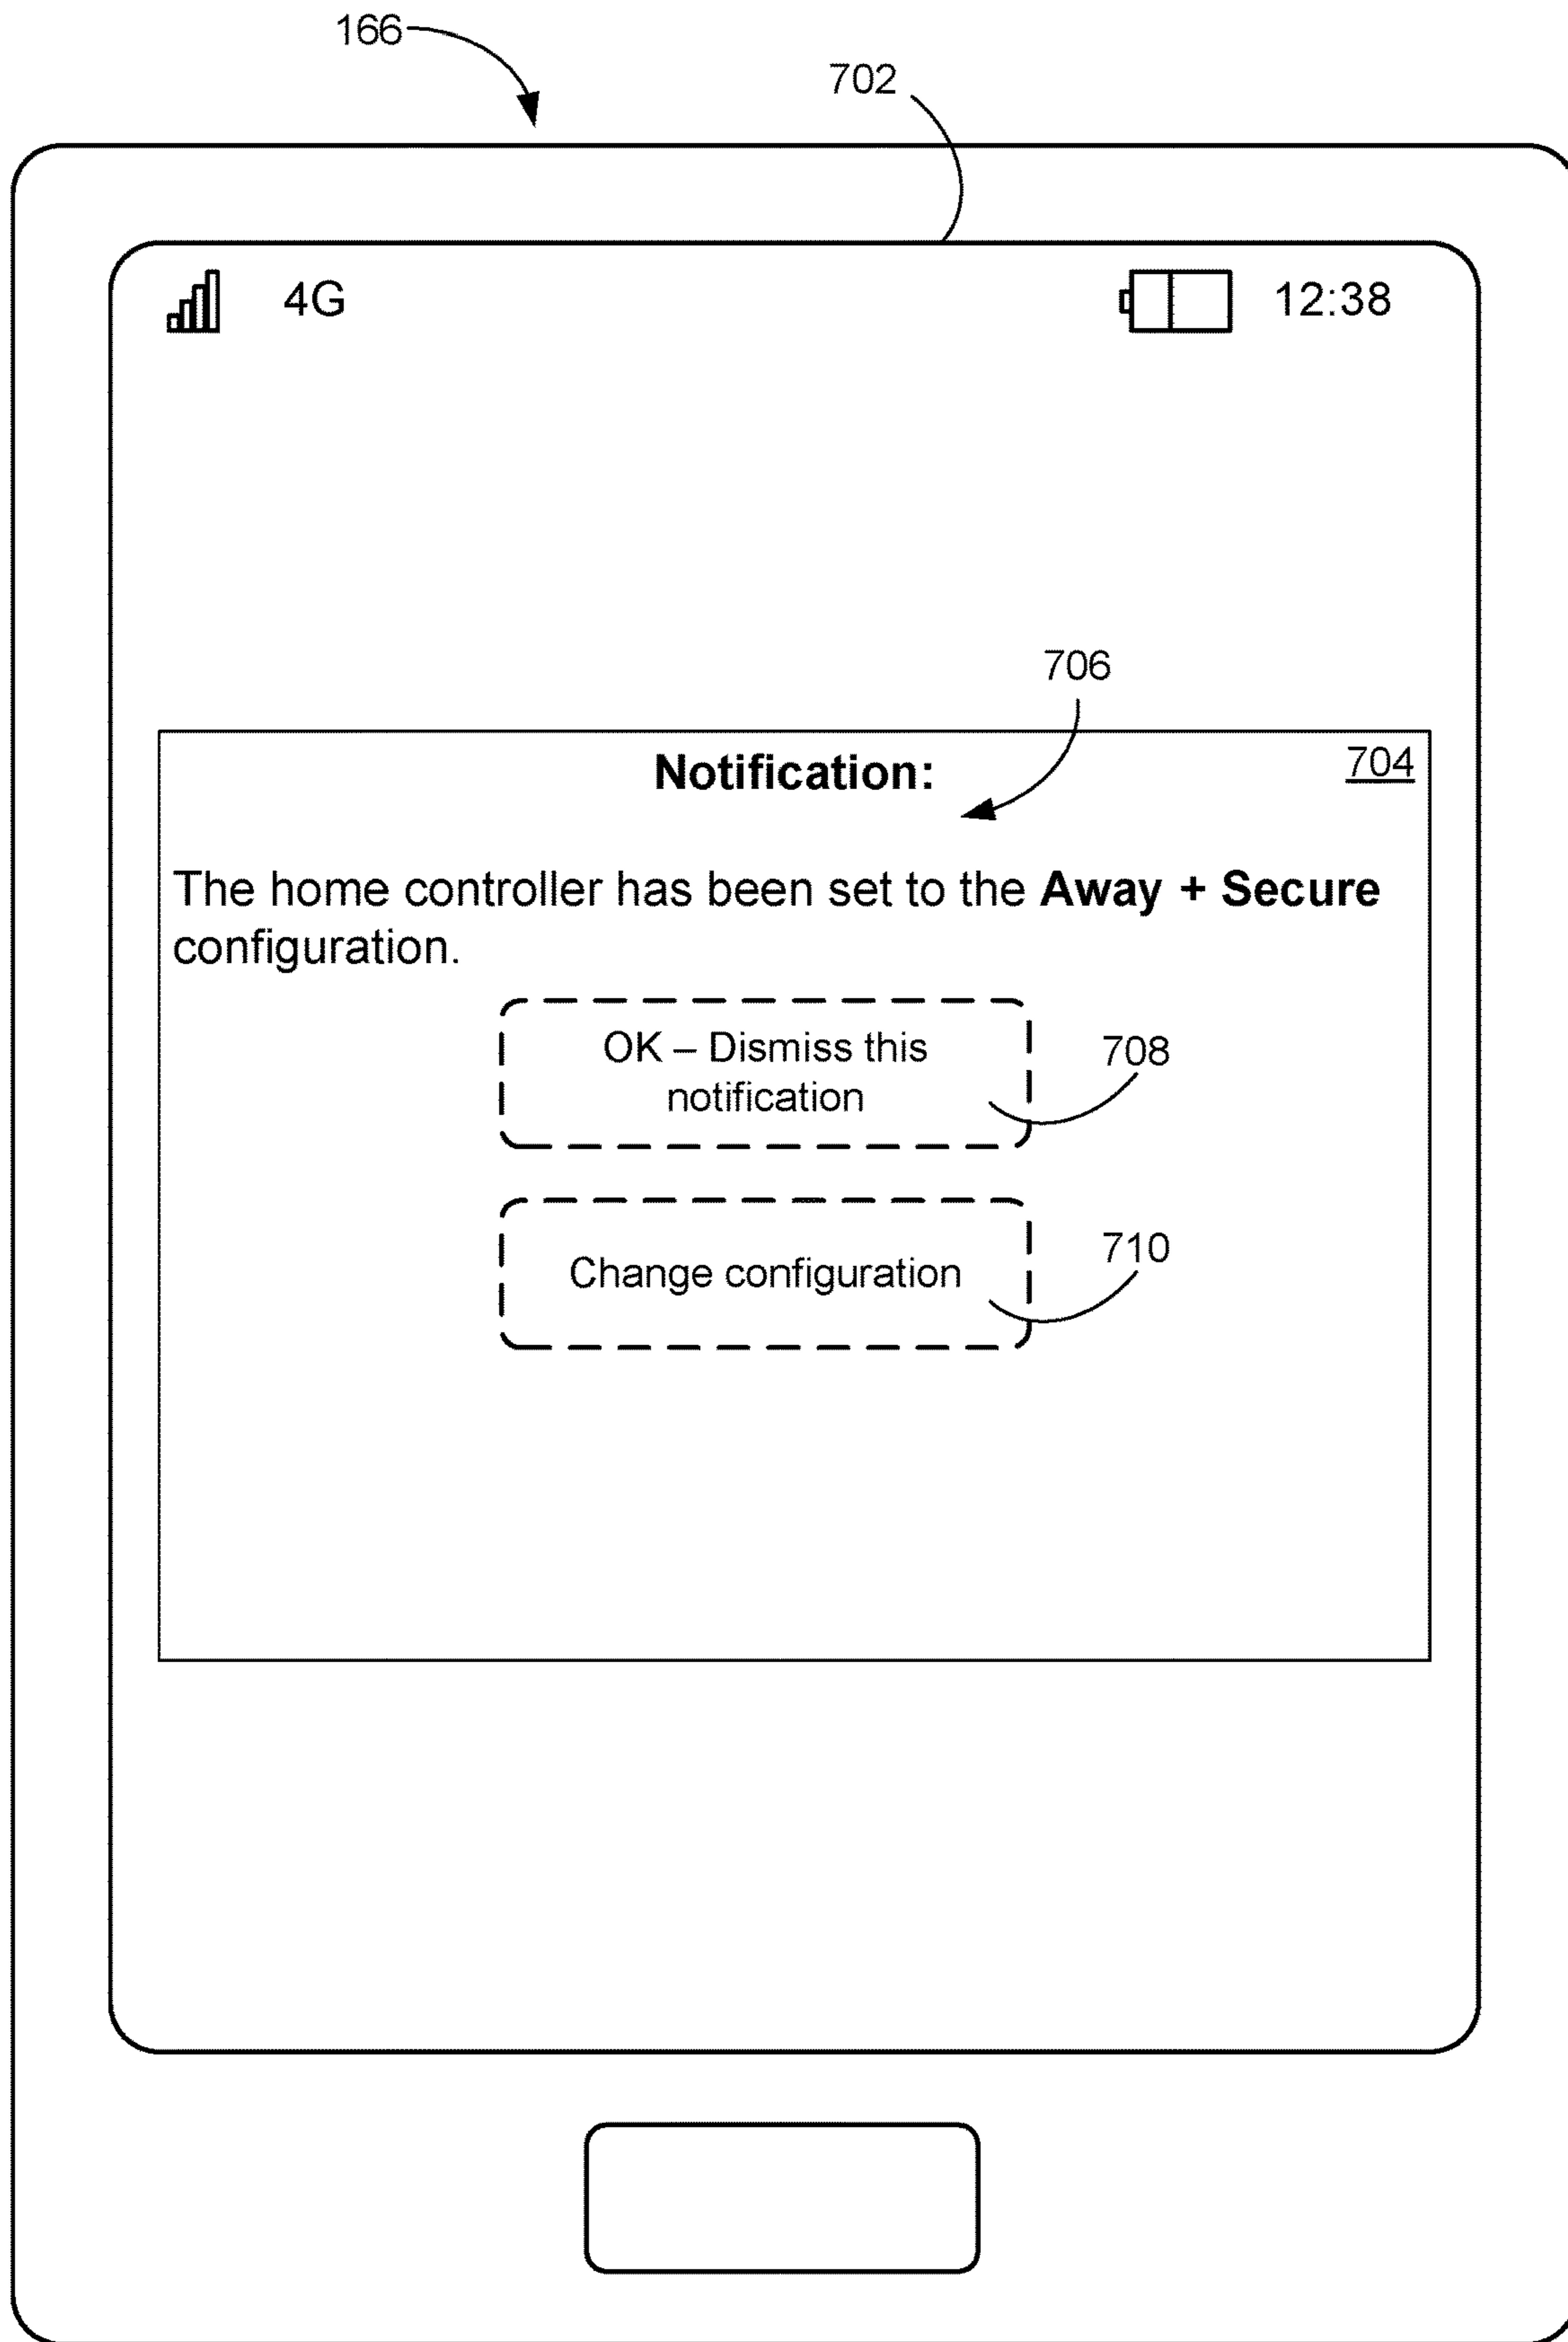 166
702
4G 12:38
706
Notification: 704
The home controller has been set to the Away + Secure
configuration.
OK – Dismiss this
notification
708
Change configuration
710